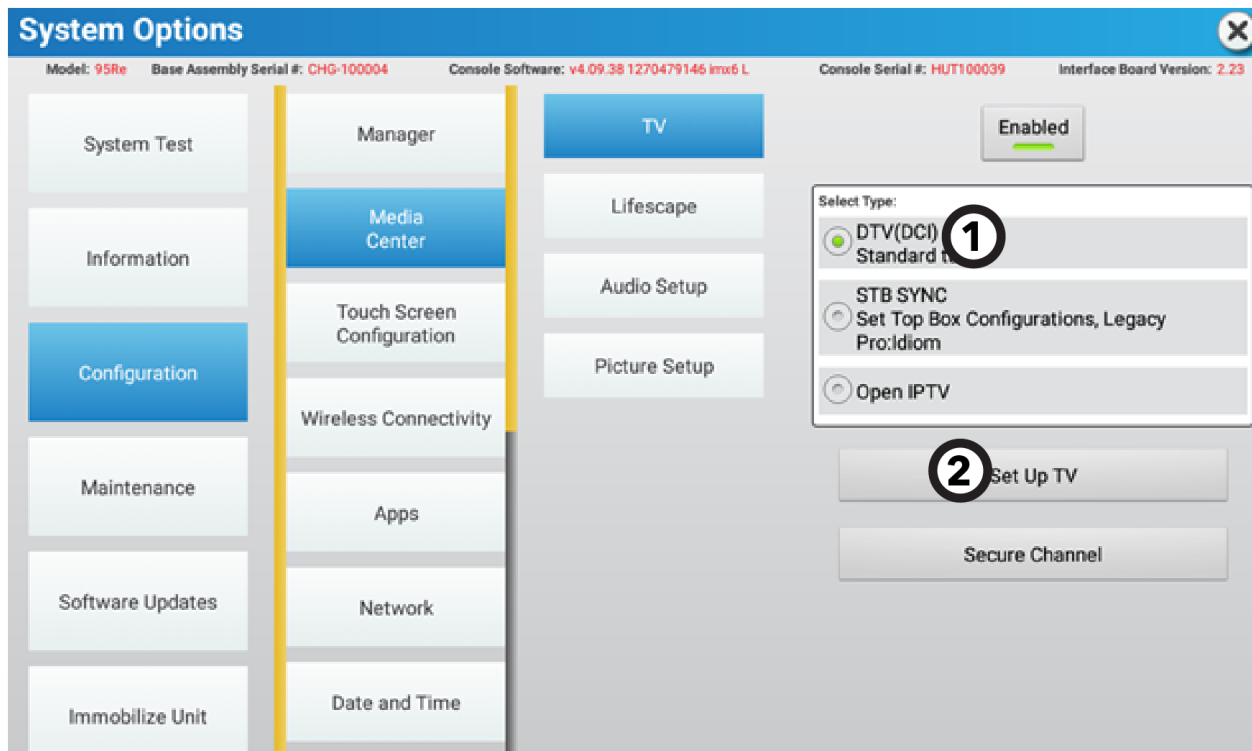 System Options
Model: 95Re Base Assembly Serial #: CHG-100004 Console Software: v4.09.38 1270479146 imx6 L Console Serial #: HUT100039 Interface Board Version: 2.23
System Test
Information
Configuration
Maintenance
Software Updates
Immobilize Unit
Manager
Media
Center
Touch Screen
Configuration
Wireless Connectivity
Apps
Network
Date and Time
TV
Lifescape
Audio Setup
Picture Setup
Enabled
Select Type:
DTV(DCI) 1
Standard
STB SYNC
Set Top Box Configurations, Legacy
Pro:Idiom
Open IPTV
2 Set Up TV
Secure Channel